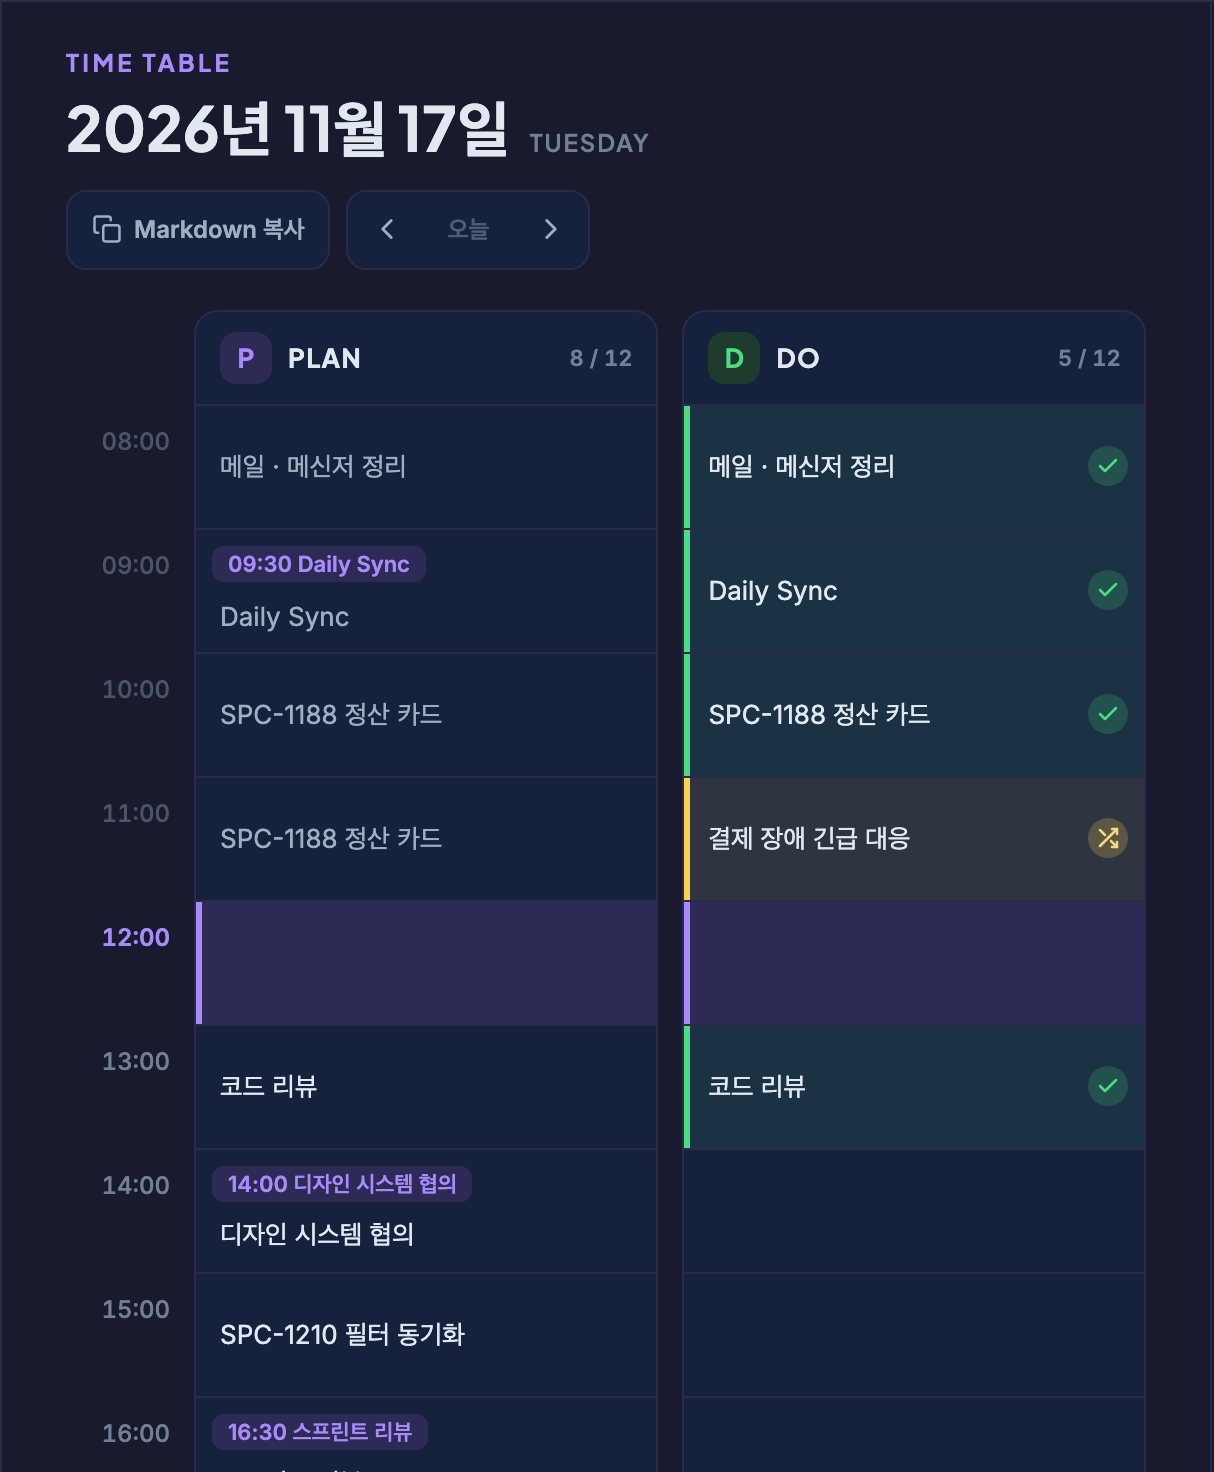 TIME TABLE
2026년 11월 17일 TUESDAY
Markdown 복사
오늘
P PLAN 8 / 12
D DO 5 / 12
08:00
메일 · 메신저 정리
메일 · 메신저 정리
09:00
09:30 Daily Sync
Daily Sync
Daily Sync
10:00
SPC-1188 정산 카드
SPC-1188 정산 카드
11:00
SPC-1188 정산 카드
결제 장애 긴급 대응
12:00
13:00
코드 리뷰
코드 리뷰
14:00
14:00 디자인 시스템 협의
디자인 시스템 협의
15:00
SPC-1210 필터 동기화
16:00
16:30 스프린트 리뷰